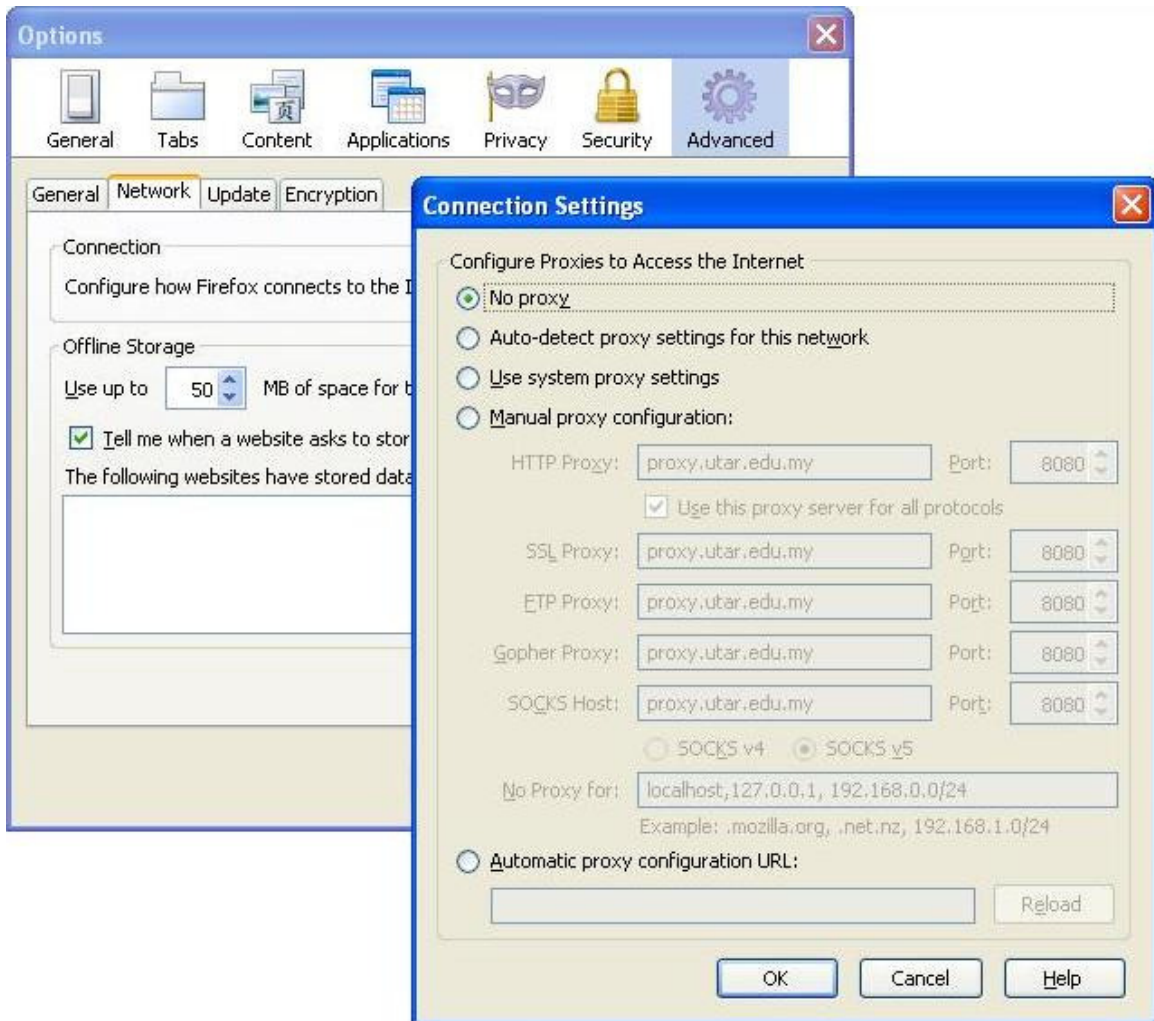 Options
General Tabs Content Applications Privacy Security Advanced
页
General Network Update Encryption
Connection
Configure how Firefox connects to the I
Offline Storage
Use up to 50 MB of space for t
Tell me when a website asks to stor
The following websites have stored data
Connection Settings
Configure Proxies to Access the Internet
No proxy
Auto-detect proxy settings for this network
Use system proxy settings
Manual proxy configuration:
HTTP Proxy: proxy.utar.edu.my Port: 8080
Use this proxy server for all protocols
SSL Proxy: proxy.utar.edu.my Port: 8080
FTP Proxy: proxy.utar.edu.my Port: 8080
Gopher Proxy: proxy.utar.edu.my Port: 8080
SOCKS Host: proxy.utar.edu.my Port: 8080
SOCKS v4 SOCKS v5
No Proxy for: localhost,127.0.0.1, 192.168.0.0/24
Example: .mozilla.org, .net.nz, 192.168.1.0/24
Automatic proxy configuration URL:
Reload
OK Cancel Help